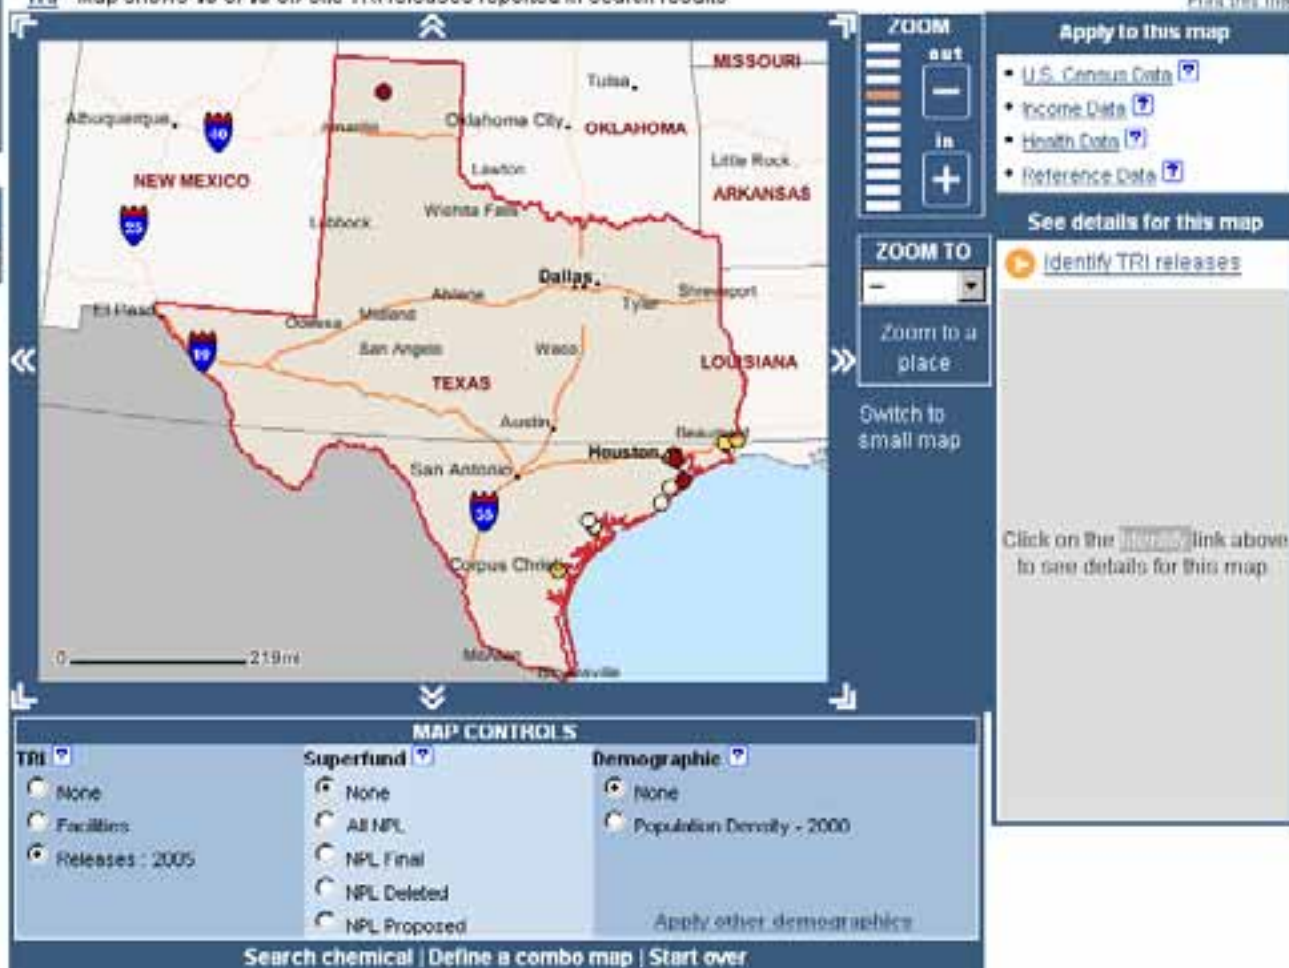 ZOOM
out
in
ZOOM TO
Zoom to a
place
Switch to
small map
Apply to this map
• U.S. Census Data ?
• Income Data ?
• Health Data ?
• Reference Data ?
See details for this map
Identify TRI releases
Click on the
link above
to see details for this map
MISSOURI
Tulsa
Albuquerque
40
Amarillo
Oklahoma City
OKLAHOMA
Little Rock
NEW MEXICO
Lawton
ARKANSAS
25
Lubbock
Wichita Falls
Dallas
Abilene
Tyler
Shreveport
El Paso
Odessa
Midland
10
San Angelo
Waco
LOUISIANA
TEXAS
Austin
Beaumont
Houston
San Antonio
35
Corpus Christi
0
219mi
McAllen
MAP CONTROLS
TRI ?
None
Facilities
Releases : 2005
Superfund ?
None
All NPL
NPL Final
NPL Deleted
NPL Proposed
Demographic ?
None
Population Density - 2000
Apply other demographics
Search chemical | Define a combo map | Start over